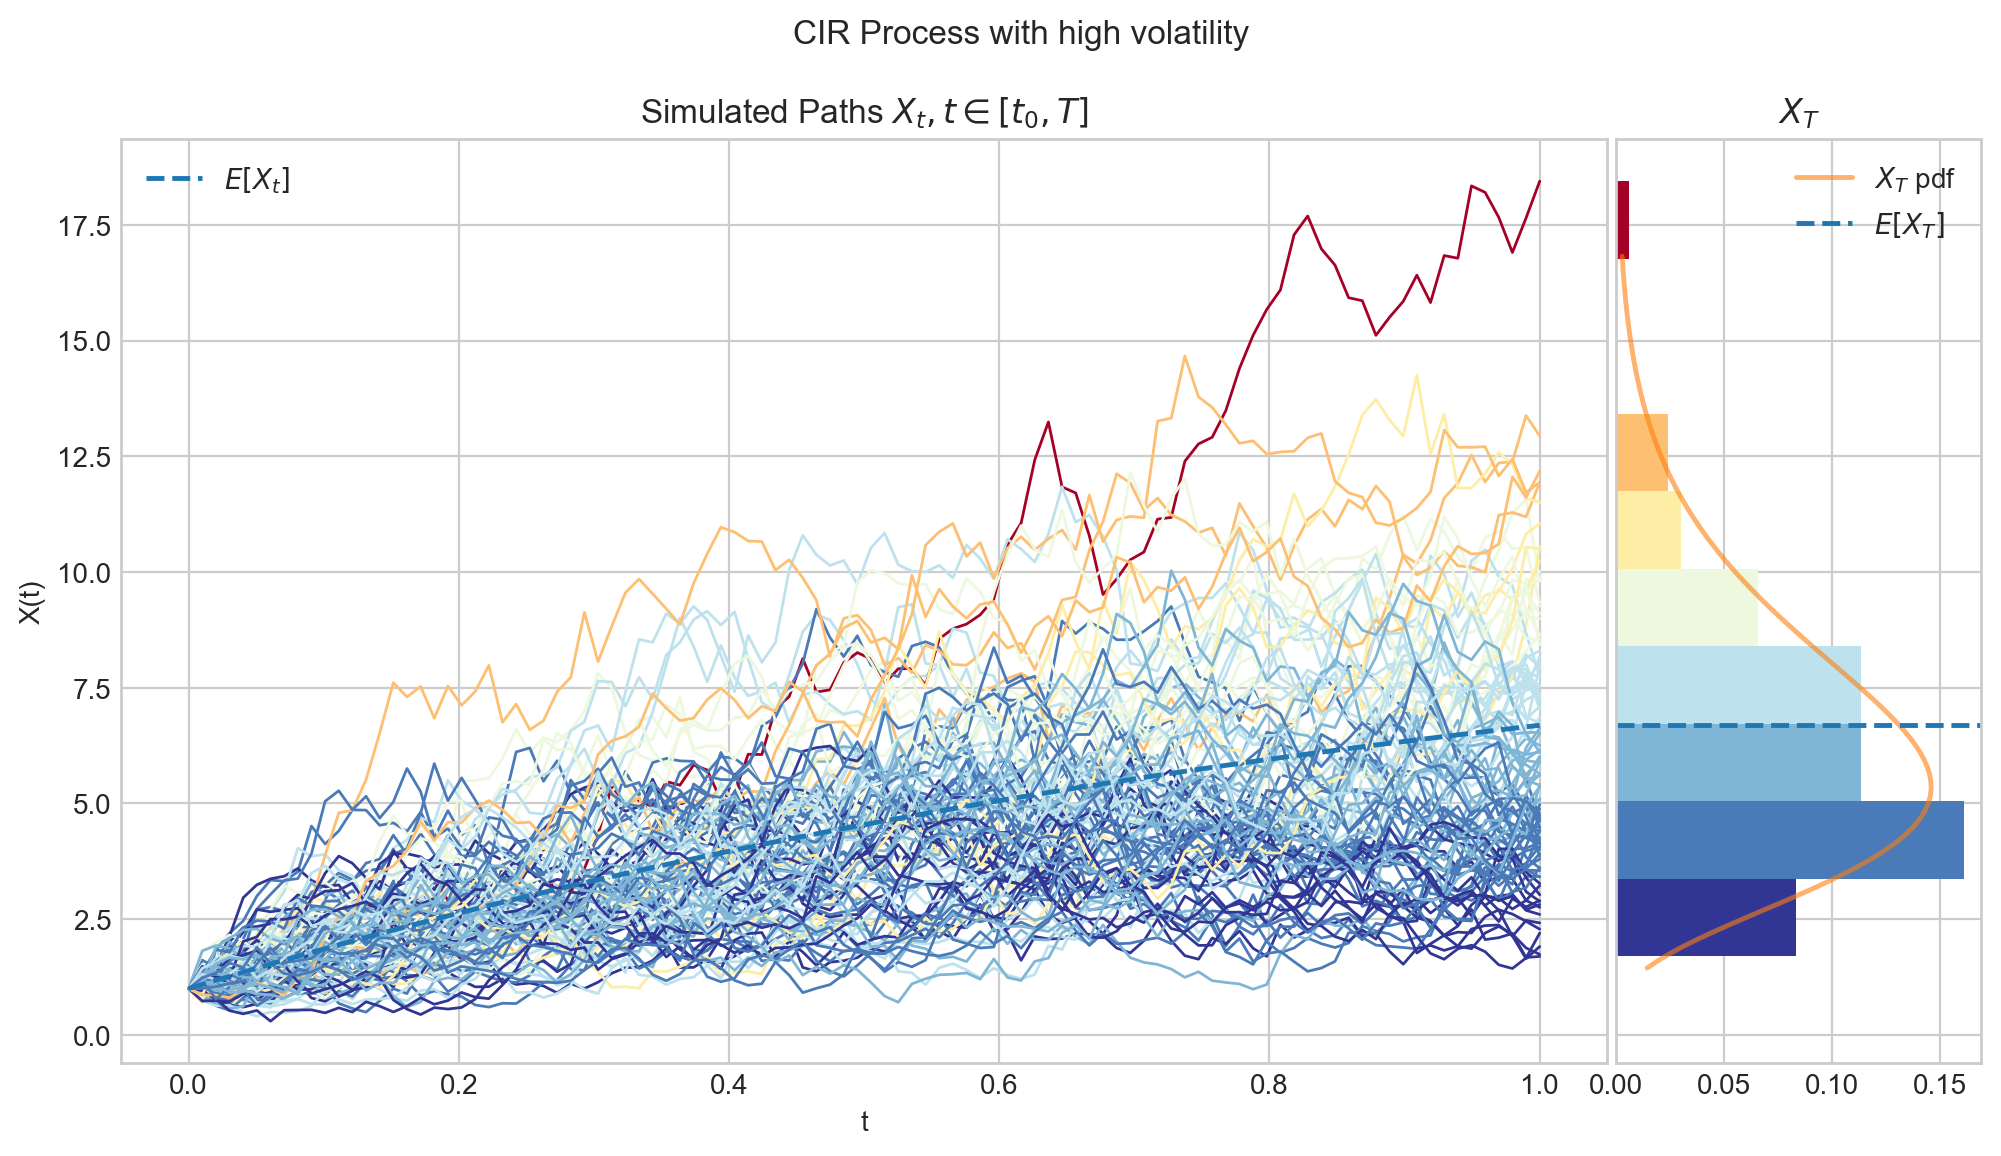 CIR Process with high volatility
Simulated Paths $X_t, t \in [t_0, T]$
$X_T$
$E[X_t]$
$X_T$ pdf
$E[X_T]$
17.5
15.0
12.5
10.0
7.5
5.0
2.5
0.0
X(t)
0.0 0.2 0.4 0.6 0.8 1.0
0.00 0.05 0.10 0.15
t